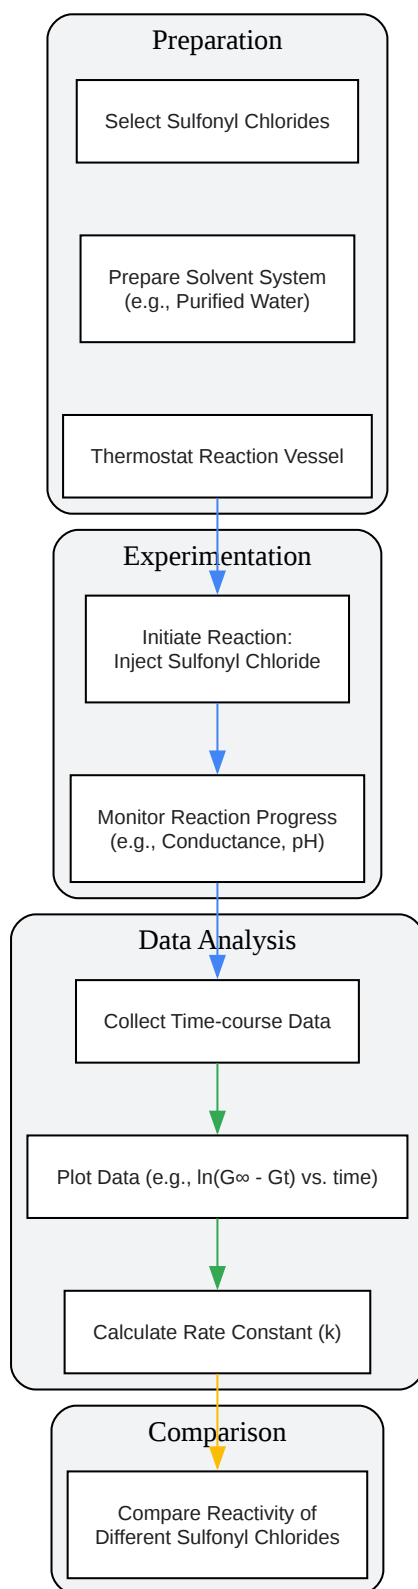 Preparation
Select Sulfonyl Chlorides
Prepare Solvent System
(e.g., Purified Water)
Thermostat Reaction Vessel
Experimentation
Initiate Reaction:
Inject Sulfonyl Chloride
Monitor Reaction Progress
(e.g., Conductance, pH)
Data Analysis
Collect Time-course Data
Plot Data (e.g., ln(G∞ - Gt) vs. time)
Calculate Rate Constant (k)
Comparison
Compare Reactivity of
Different Sulfonyl Chlorides